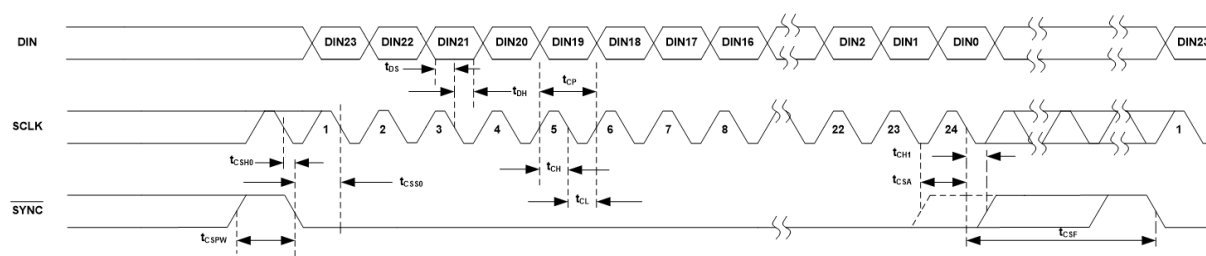 DIN DIN23 DIN22 DIN21 DIN20 DIN19 DIN18 DIN17 DIN16 DIN2 DIN1 DIN0 DIN23
tDS
tDH
tCP
SCLK 1 2 3 4 5 6 7 8 22 23 24 1
tCSH0 tCH tCH1
tCSS0 tCSA
tCL
SYNC
tCSPW tCSF